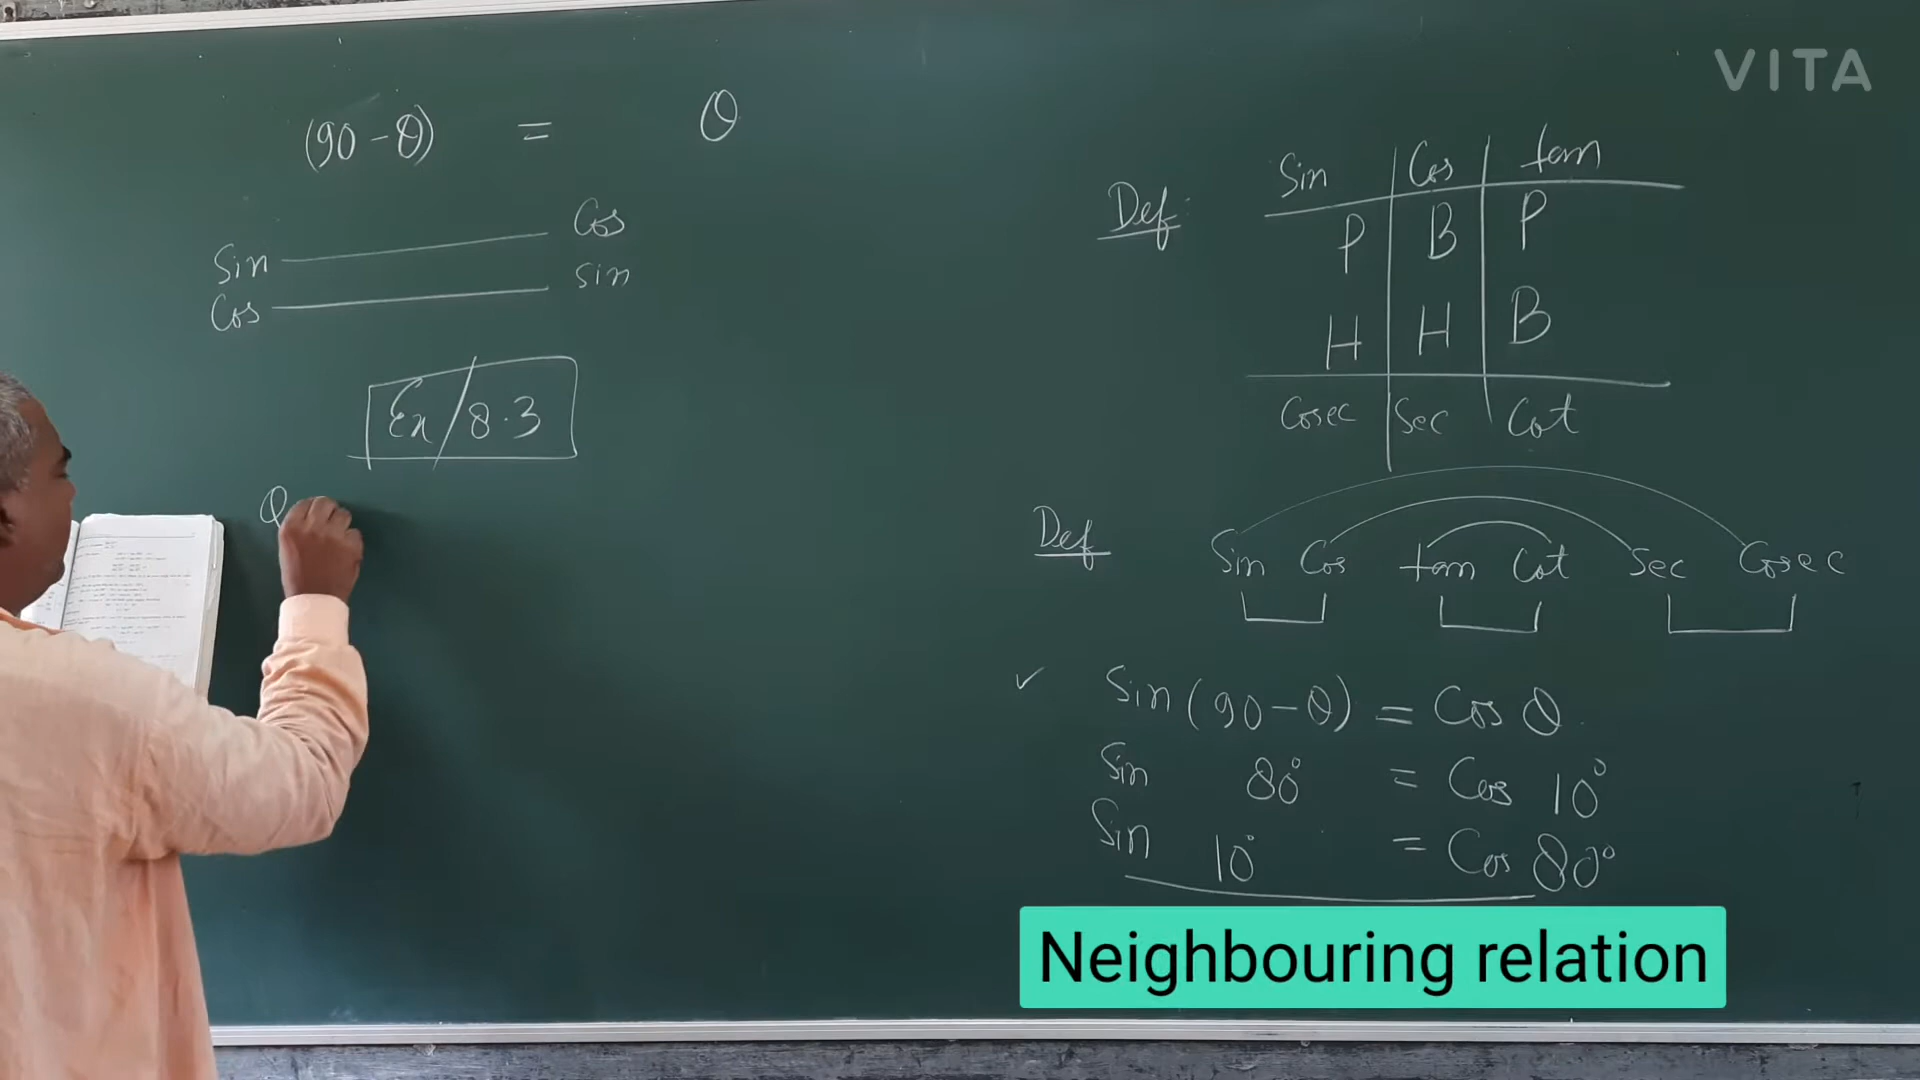 VITA
(90 - θ) = θ
Sin Cos
Cos sin
Ex/8.3
Q
Def: Sin Cos tan
P B P
H H B
Cosec Sec Cot
Def Sin Cos tan Cot Sec Cosec
✓ Sin (90 - θ) = Cos θ
Sin 80° = Cos 10°
Sin 10° = Cos 80°
Neighbouring relation